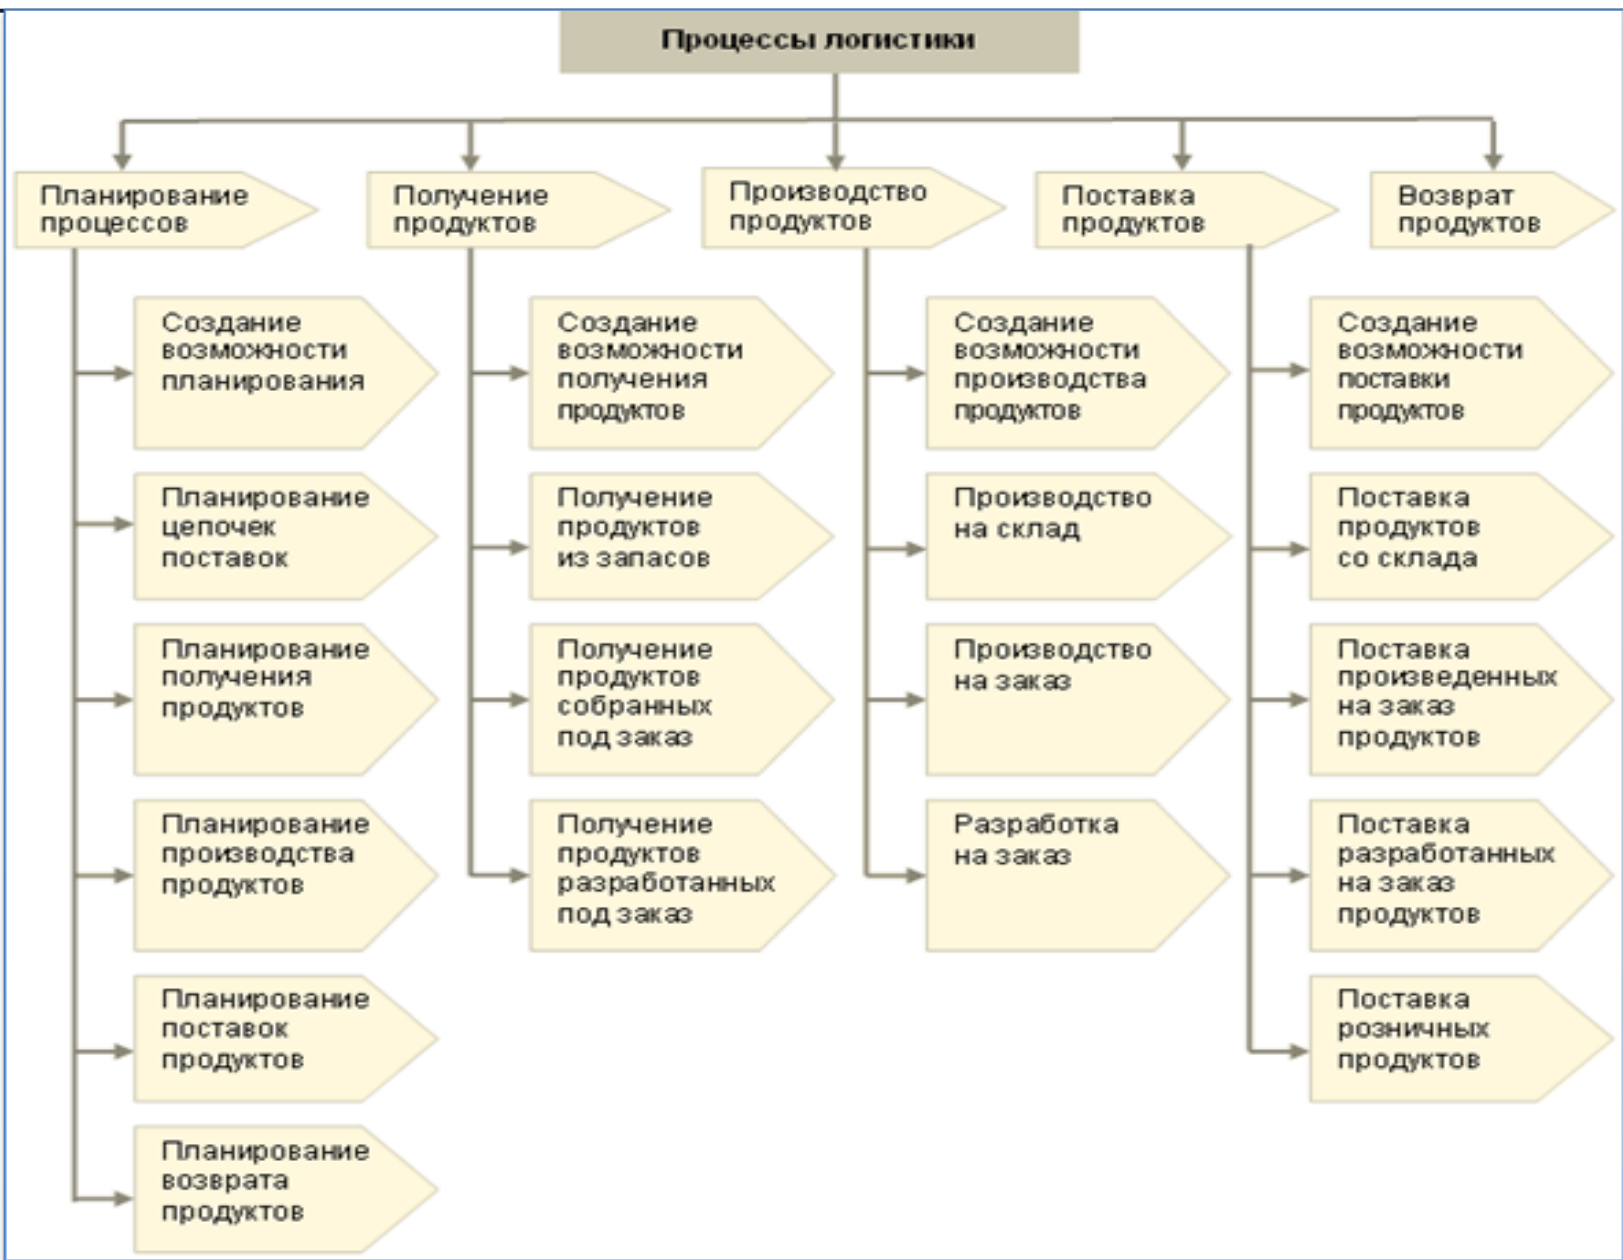 Процессы логистики
Планирование
процессов
Получение
продуктов
Производство
продуктов
Поставка
продуктов
Возврат
продуктов
Создание
возможности
планирования
Планирование
цепочек
поставок
Планирование
получения
продуктов
Планирование
производства
продуктов
Планирование
поставок
продуктов
Планирование
возврата
продуктов
Создание
возможности
получения
продуктов
Получение
продуктов
из запасов
Получение
продуктов
собранных
под заказ
Получение
продуктов
разработанных
под заказ
Создание
возможности
производства
продуктов
Производство
на склад
Производство
на заказ
Разработка
на заказ
Создание
возможности
поставки
продуктов
Поставка
продуктов
со склада
Поставка
произведенных
на заказ
продуктов
Поставка
разработанных
на заказ
продуктов
Поставка
розничных
продуктов